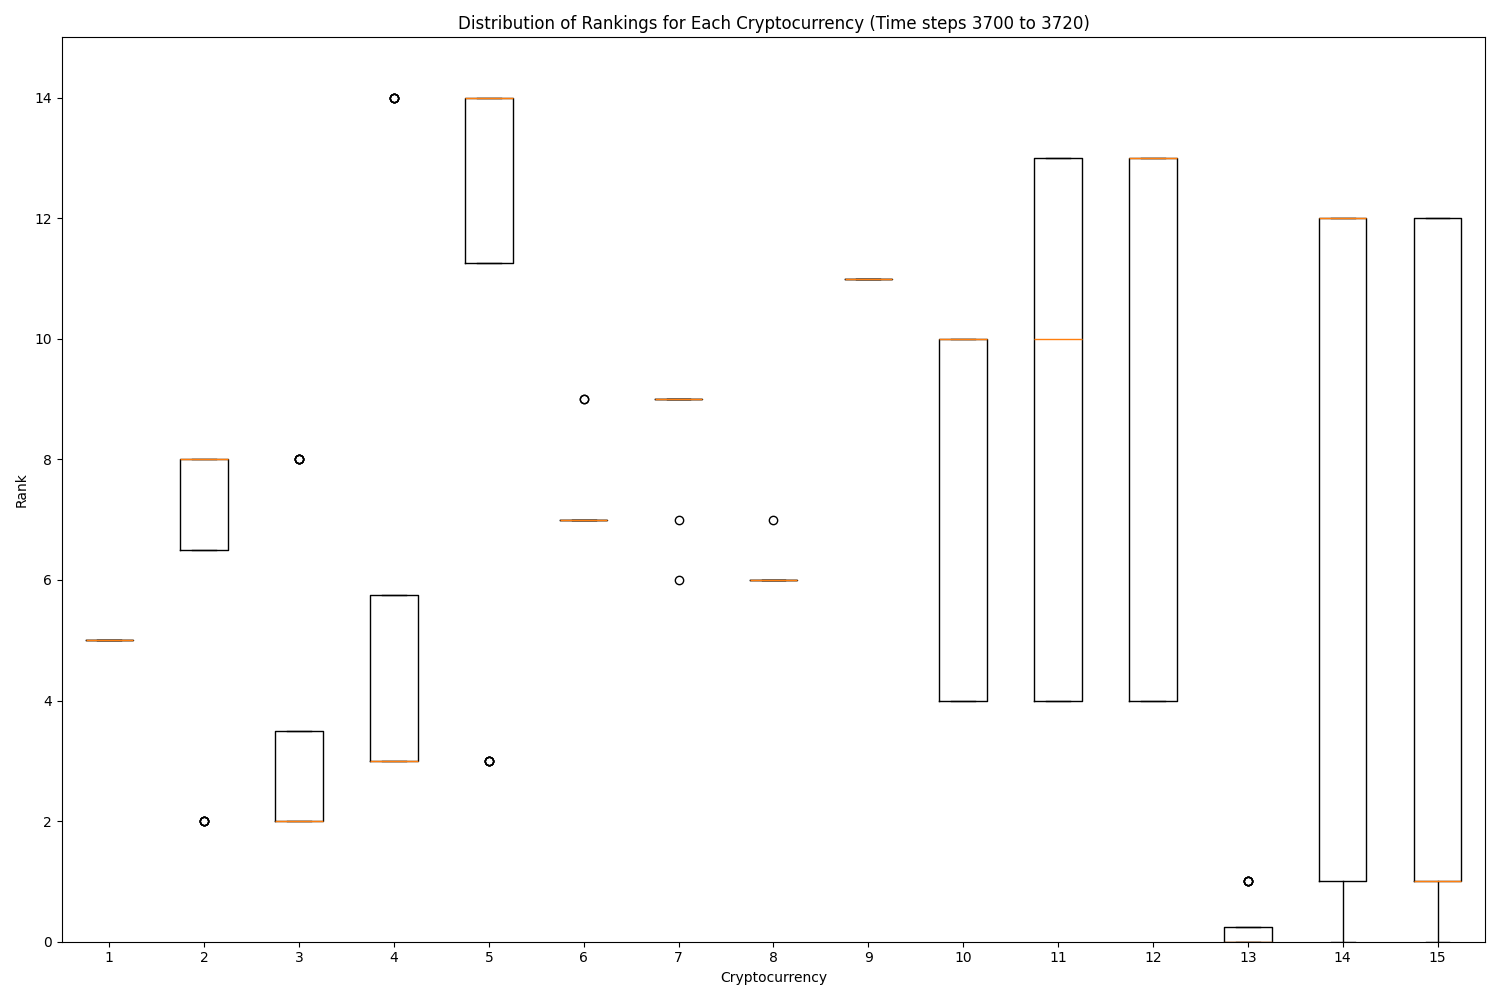 Distribution of Rankings for Each Cryptocurrency (Time steps 3700 to 3720)
14
12
10
8
6
4
2
0
Rank
1 2 3 4 5 6 7 8 9 10 11 12 13 14 15
Cryptocurrency